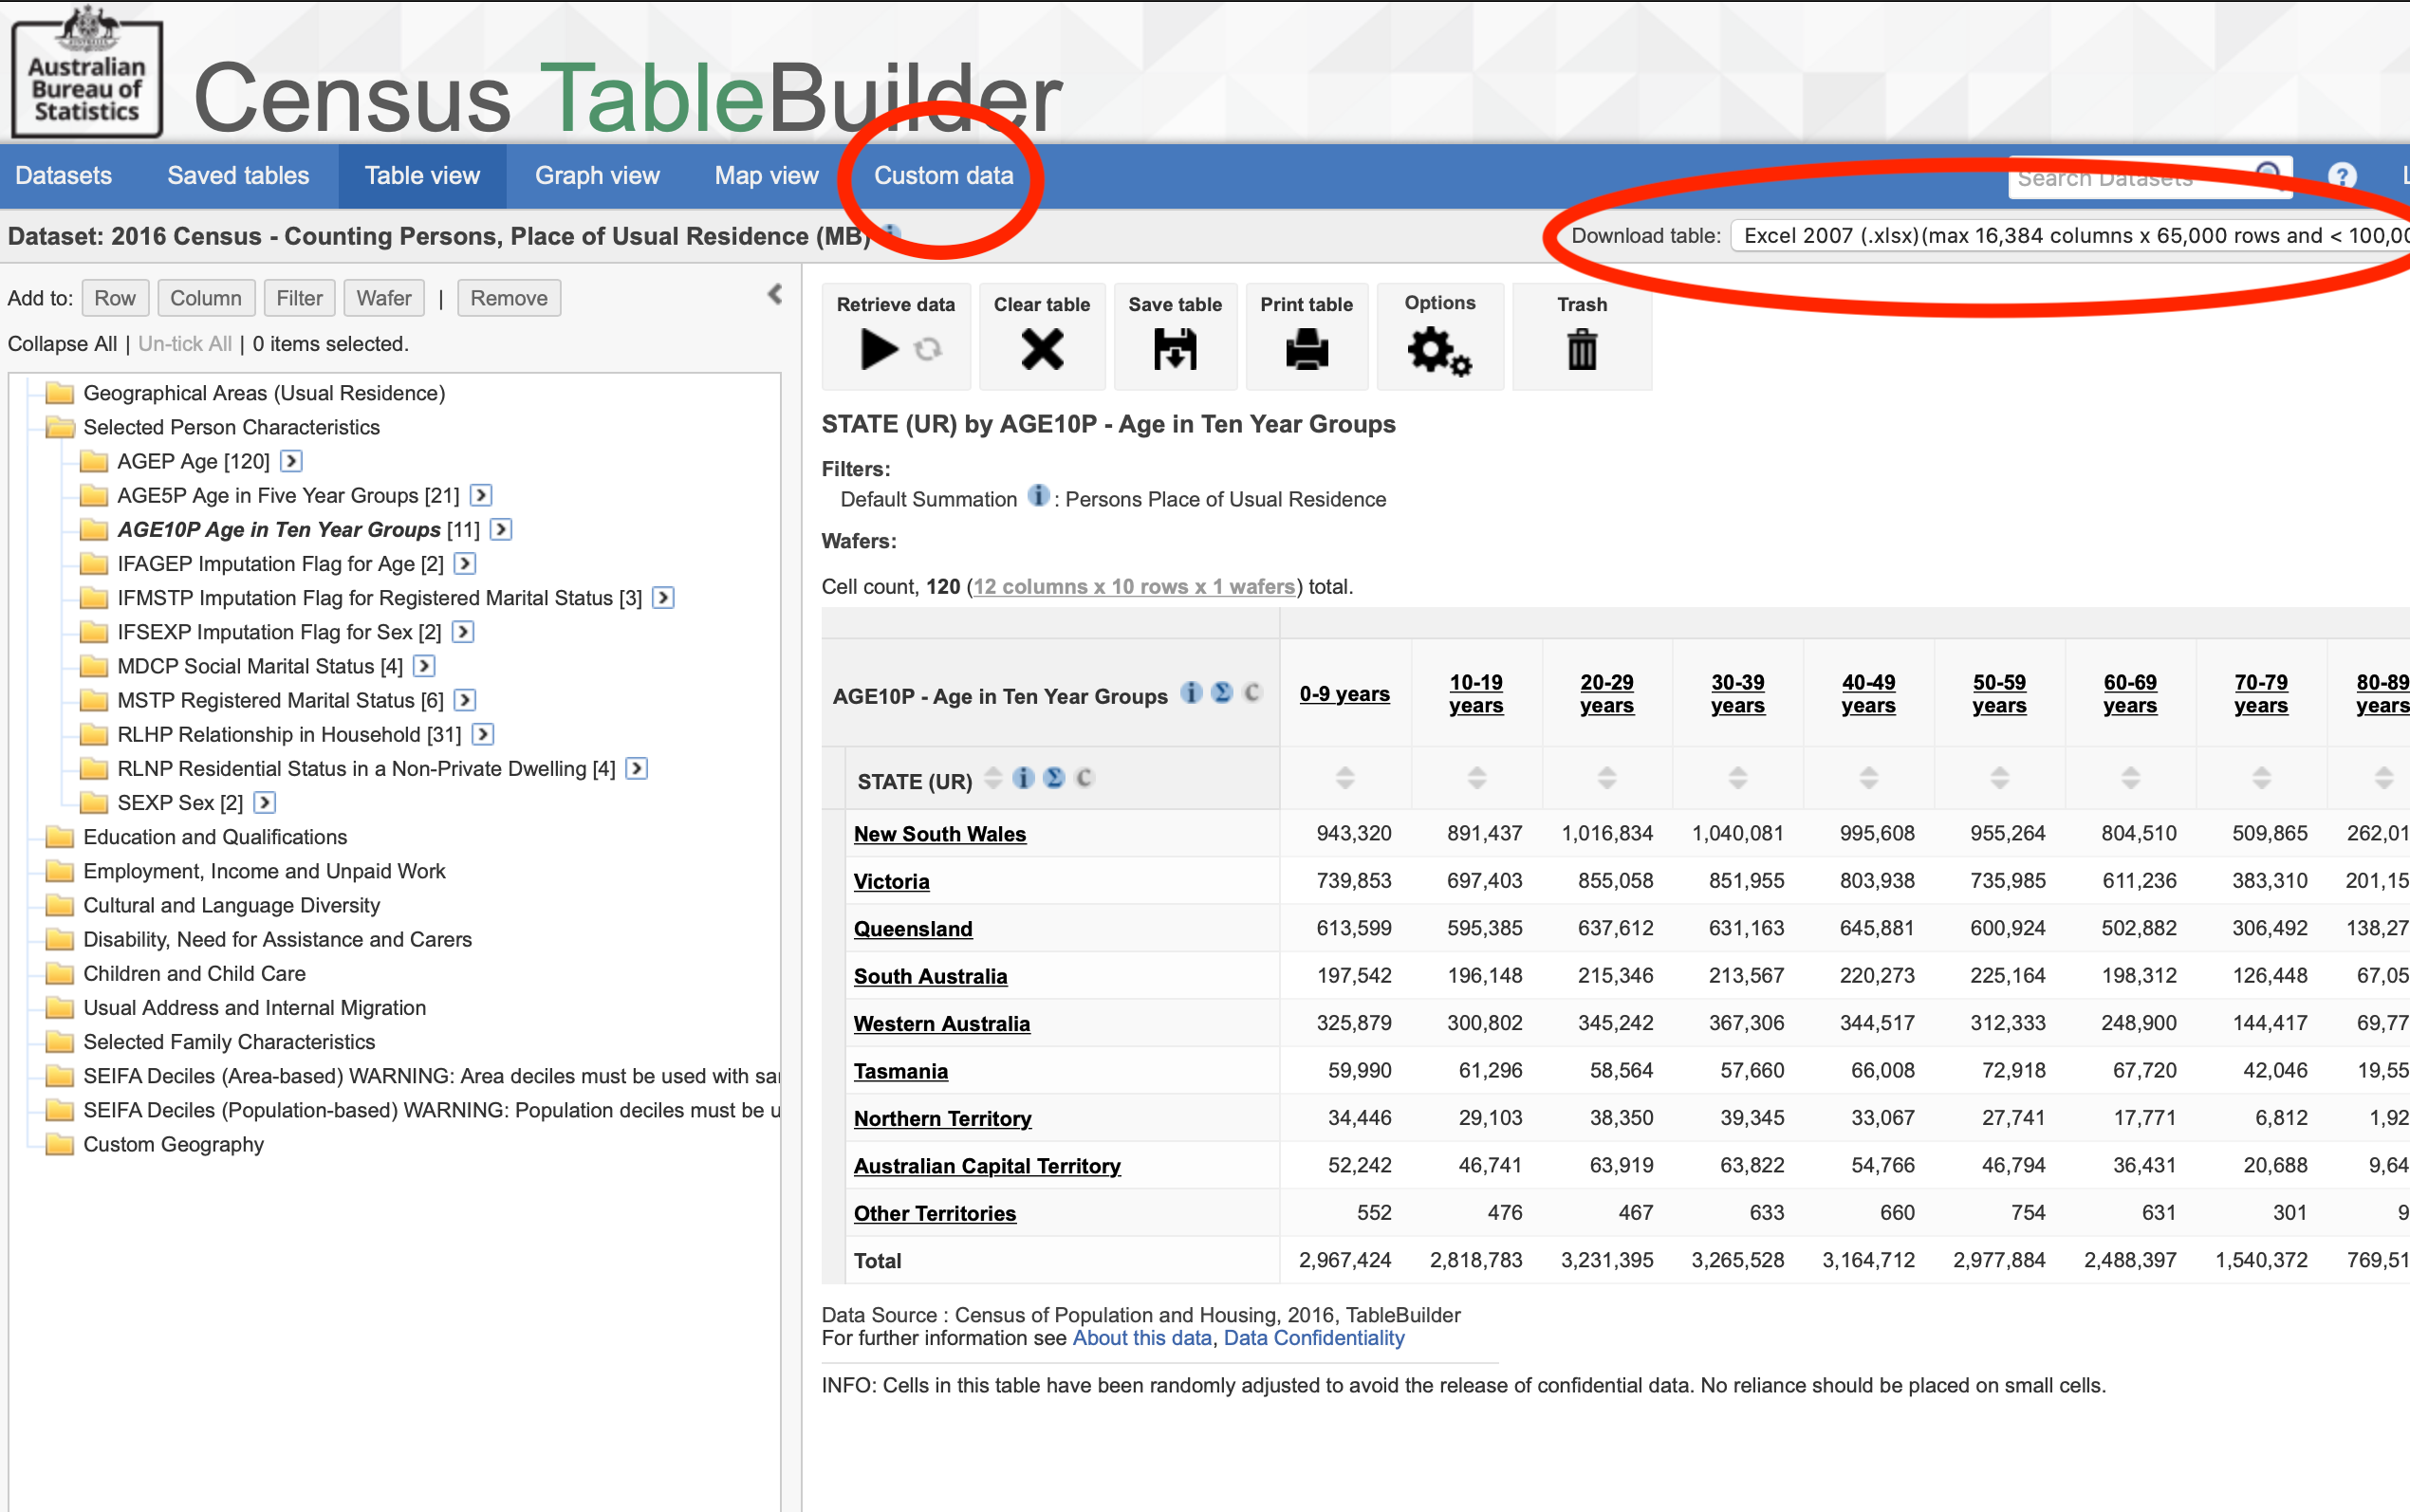 Australian
Bureau of
Statistics
Census TableBuilder
Datasets Saved tables Table view Graph view Map view Custom data Search Datasets ?
Dataset: 2016 Census - Counting Persons, Place of Usual Residence (MB) Download table: Excel 2007 (.xlsx)(max 16,384 columns x 65,000 rows and < 100,00
Add to: Row Column Filter Wafer | Remove
Collapse All | Un-tick All | 0 items selected.
Geographical Areas (Usual Residence)
Selected Person Characteristics
AGEP Age [120]
AGE5P Age in Five Year Groups [21]
AGE10P Age in Ten Year Groups [11]
IFAGEP Imputation Flag for Age [2]
IFMSTP Imputation Flag for Registered Marital Status [3]
IFSEXP Imputation Flag for Sex [2]
MDCP Social Marital Status [4]
MSTP Registered Marital Status [6]
RLHP Relationship in Household [31]
RLNP Residential Status in a Non-Private Dwelling [4]
SEXP Sex [2]
Education and Qualifications
Employment, Income and Unpaid Work
Cultural and Language Diversity
Disability, Need for Assistance and Carers
Children and Child Care
Usual Address and Internal Migration
Selected Family Characteristics
SEIFA Deciles (Area-based) WARNING: Area deciles must be used with sa
SEIFA Deciles (Population-based) WARNING: Population deciles must be u
Custom Geography
Retrieve data Clear table Save table Print table Options Trash
STATE (UR) by AGE10P - Age in Ten Year Groups
Filters:
Default Summation i : Persons Place of Usual Residence
Wafers:
Cell count, 120 (12 columns x 10 rows x 1 wafers) total.
AGE10P - Age in Ten Year Groups i Σ C 0-9 years 10-19 years 20-29 years 30-39 years 40-49 years 50-59 years 60-69 years 70-79 years 80-89 years
STATE (UR) i Σ C
New South Wales 943,320 891,437 1,016,834 1,040,081 995,608 955,264 804,510 509,865 262,01
Victoria 739,853 697,403 855,058 851,955 803,938 735,985 611,236 383,310 201,15
Queensland 613,599 595,385 637,612 631,163 645,881 600,924 502,882 306,492 138,27
South Australia 197,542 196,148 215,346 213,567 220,273 225,164 198,312 126,448 67,05
Western Australia 325,879 300,802 345,242 367,306 344,517 312,333 248,900 144,417 69,77
Tasmania 59,990 61,296 58,564 57,660 66,008 72,918 67,720 42,046 19,55
Northern Territory 34,446 29,103 38,350 39,345 33,067 27,741 17,771 6,812 1,92
Australian Capital Territory 52,242 46,741 63,919 63,822 54,766 46,794 36,431 20,688 9,64
Other Territories 552 476 467 633 660 754 631 301 9
Total 2,967,424 2,818,783 3,231,395 3,265,528 3,164,712 2,977,884 2,488,397 1,540,372 769,51
Data Source : Census of Population and Housing, 2016, TableBuilder
For further information see About this data, Data Confidentiality
INFO: Cells in this table have been randomly adjusted to avoid the release of confidential data. No reliance should be placed on small cells.